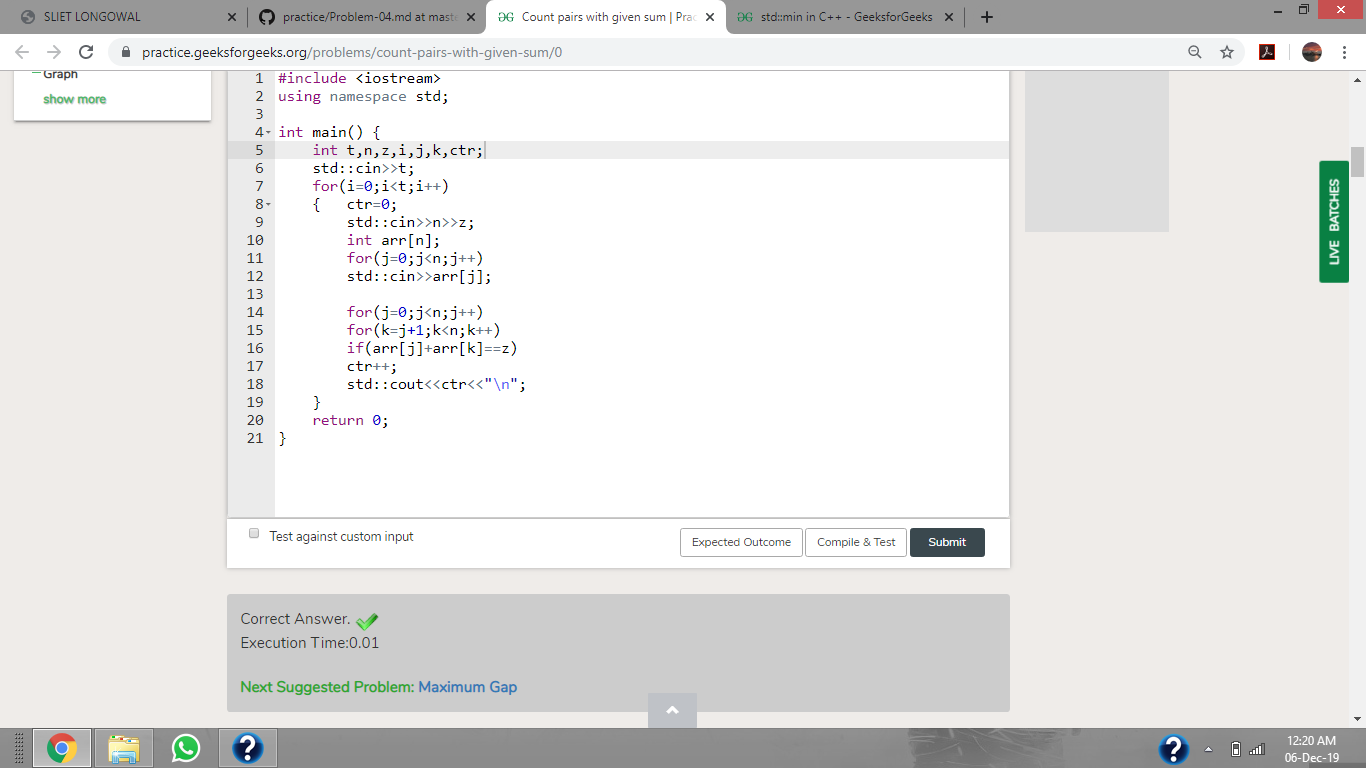 SLIET LONGOWAL
practice/Problem-04.md at maste
Count pairs with given sum | Prac
std::min in C++ - GeeksforGeeks
practice.geeksforgeeks.org/problems/count-pairs-with-given-sum/0
Graph
show more
1 #include <iostream>
2 using namespace std;
3
4 int main() {
5 int t,n,z,i,j,k,ctr;
6 std::cin>>t;
7 for(i=0;i<t;i++)
8 { ctr=0;
9 std::cin>>n>>z;
10 int arr[n];
11 for(j=0;j<n;j++)
12 std::cin>>arr[j];
13
14 for(j=0;j<n;j++)
15 for(k=j+1;k<n;k++)
16 if(arr[j]+arr[k]==z)
17 ctr++;
18 std::cout<<ctr<<"\n";
19 }
20 return 0;
21 }
LIVE BATCHES
Test against custom input
Expected Outcome
Compile & Test
Submit
Correct Answer.
Execution Time:0.01
Next Suggested Problem: Maximum Gap
12:20 AM
06-Dec-19